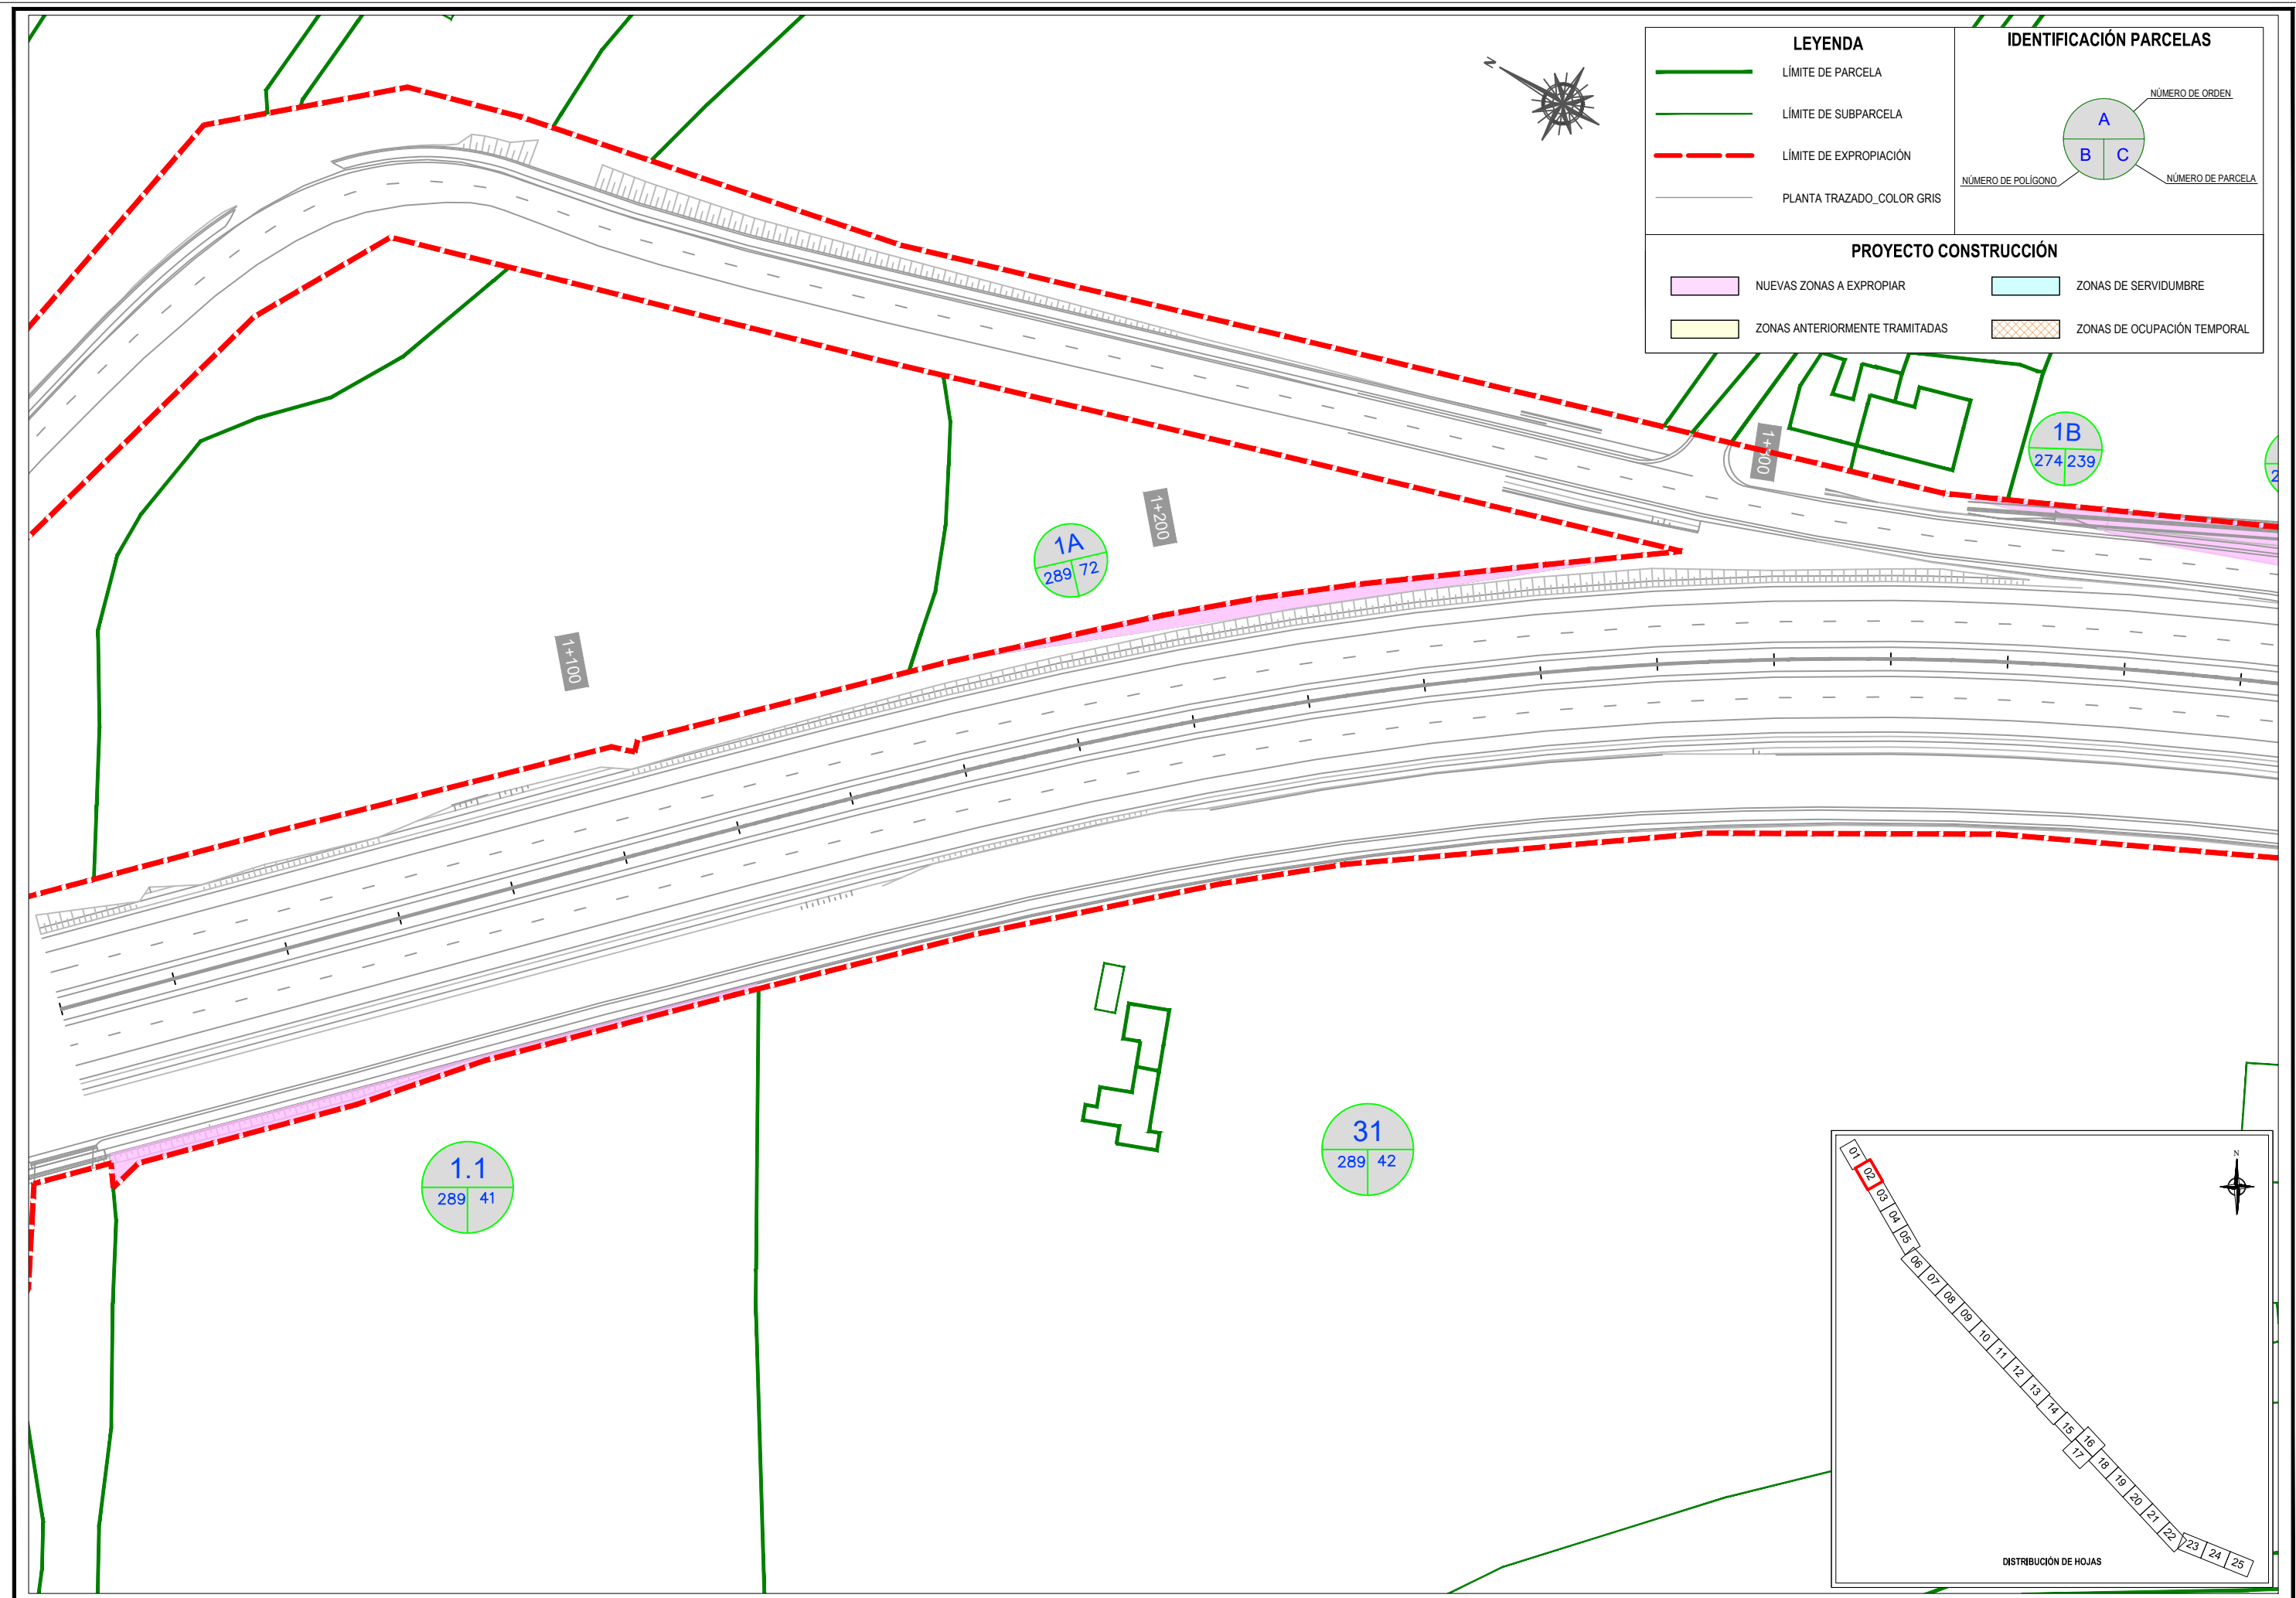 LEYENDA
LÍMITE DE PARCELA
LÍMITE DE SUBPARCELA
LÍMITE DE EXPROPIACIÓN
PLANTA TRAZADO_COLOR GRIS
IDENTIFICACIÓN PARCELAS
NÚMERO DE ORDEN
A
B C
NÚMERO DE POLÍGONO
NÚMERO DE PARCELA
PROYECTO CONSTRUCCIÓN
NUEVAS ZONAS A EXPROPIAR
ZONAS DE SERVIDUMBRE
ZONAS ANTERIORMENTE TRAMITADAS
ZONAS DE OCUPACIÓN TEMPORAL
N
1B
274 239
1A
289 72
1+200
1+100
1.1
289 41
31
289 42
N
01
02
03
04
05
06
07
08
09
10
11
12
13
14
15
16
17
18
19
20
21
22
23
24
25
DISTRIBUCIÓN DE HOJAS